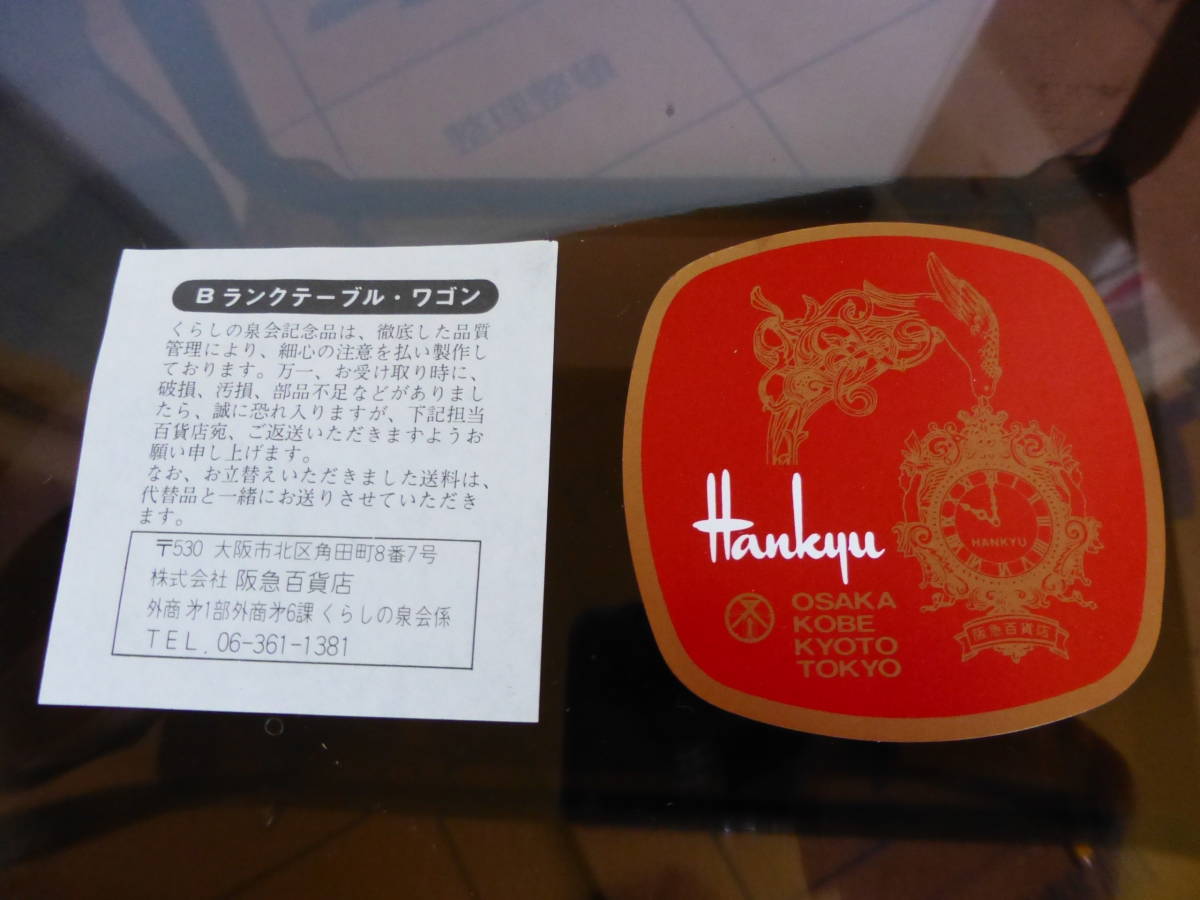 B ランクテーブル・ワゴン
くらしの泉会記念品は、徹底した品質
管理により、細心の注意を払い製作し
ております。万一、お受け取り時に、
破損、汚損、部品不足などがありまし
たら、誠に恐れ入りますが、下記担当
百貨店宛、ご返送いただきますようお
願い申し上げます。
なお、お立替えいただきました送料は、
代替品と一緒にお送りさせていただき
ます。
〒530 大阪市北区角田町8番7号
株式会社 阪急百貨店
外商㐧1部外商㐧6課 くらしの泉会係
TEL. 06-361-1381
Hankyu
OSAKA
KOBE
KYOTO
TOKYO
HANKYU
阪急百貨店